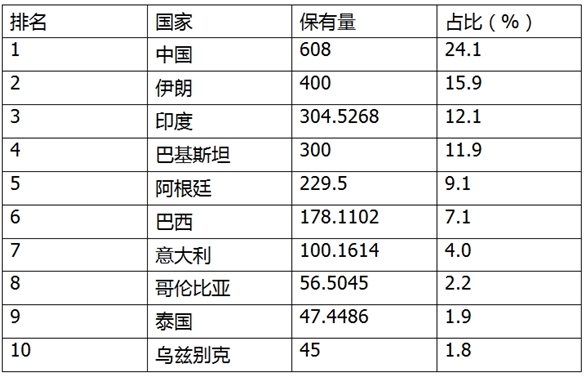 排名 国家 保有量 占比（%）
1 中国 608 24.1
2 伊朗 400 15.9
3 印度 304.5268 12.1
4 巴基斯坦 300 11.9
5 阿根廷 229.5 9.1
6 巴西 178.1102 7.1
7 意大利 100.1614 4.0
8 哥伦比亚 56.5045 2.2
9 泰国 47.4486 1.9
10 乌兹别克 45 1.8